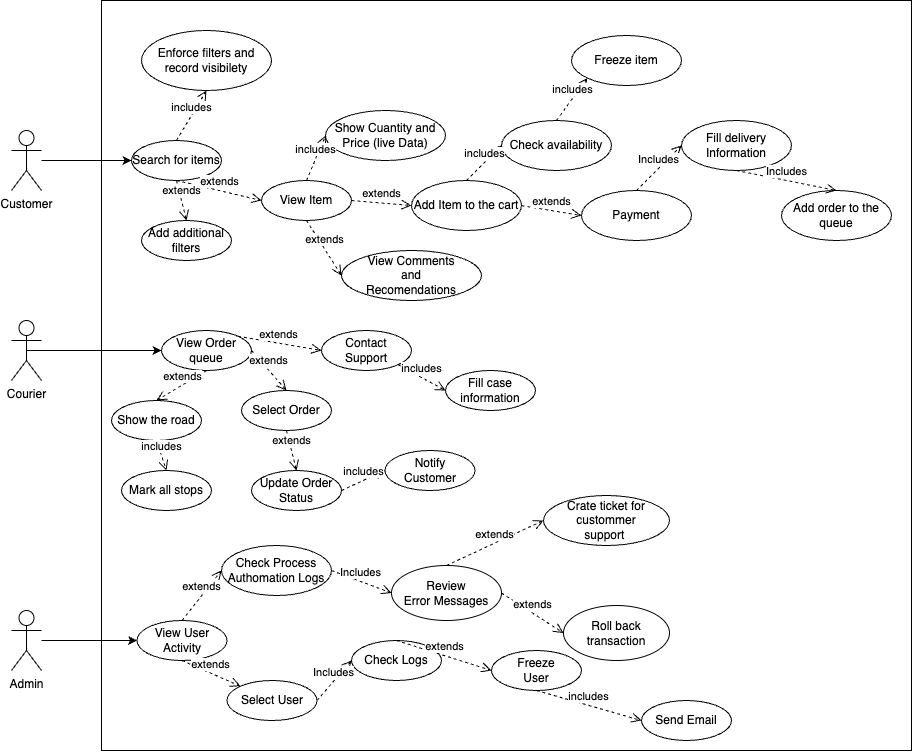 Enforce filters and
record visibilety
Freeze item
includes
includes
Show Cuantity and
Price (live Data)
includes
Check availability
includes
Fill delivery
Information
Includes
Includes
Search for items
Customer
extends
extends
View Item
extends
Add Item to the cart
extends
Payment
Add order to the
queue
Add additional
filters
extends
View Comments
and
Recomendations
View Order
queue
extends
Contact
Support
extends
includes
Courier
extends
Fill case
information
Show the road
Select Order
includes
extends
Mark all stops
Update Order
Status
includes
Notify
Customer
Crate ticket for
custommer
support
extends
Check Process
Authomation Logs
Includes
extends
Review
Error Messages
extends
Roll back
transaction
View User
Activity
Admin
extends
Includes
Check Logs
extends
Freeze
User
Select User
includes
Send Email